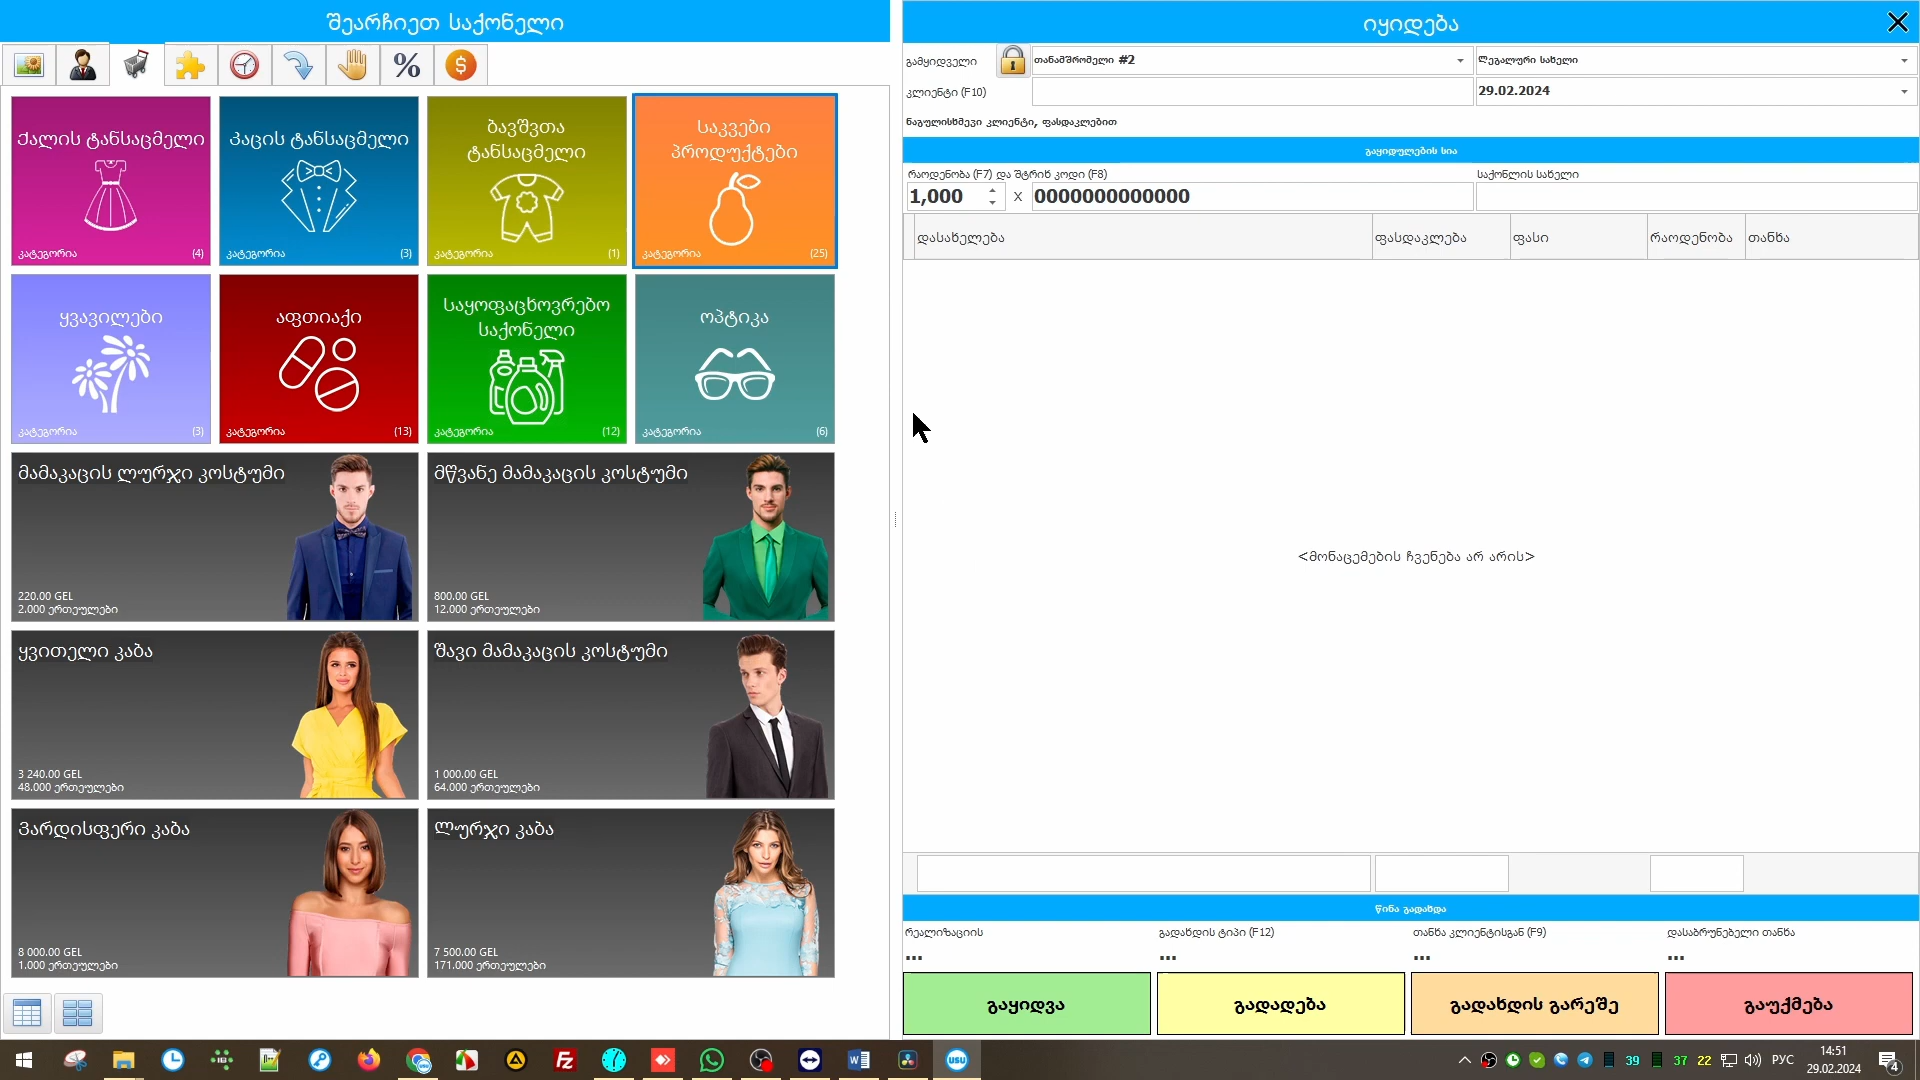 შეარჩიეთ საქონელი
ქალის ტანსაცმელი
კატეგორია (4)
კაცის ტანსაცმელი
კატეგორია (3)
ბავშვთა
ტანსაცმელი
კატეგორია (1)
საკვები
პროდუქტები
კატეგორია (25)
ყვავილები
კატეგორია (3)
აფთიაქი
კატეგორია (13)
საყოფაცხოვრებო
საქონელი
კატეგორია (12)
ოპტიკა
კატეგორია (6)
მამაკაცის ლურჯი კოსტუმი
220.00 GEL
2.000 ერთეულები
მწვანე მამაკაცის კოსტუმი
800.00 GEL
12.000 ერთეულები
ყვითელი კაბა
3 240.00 GEL
48.000 ერთეულები
შავი მამაკაცის კოსტუმი
1 000.00 GEL
64.000 ერთეულები
ვარდისფერი კაბა
8 000.00 GEL
1.000 ერთეულები
ლურჯი კაბა
7 500.00 GEL
171.000 ერთეულები
იყიდება
გამყიდველი
თანამშრომელი #2
ლეგალური სახელი
კლიენტი (F10)
29.02.2024
ნაგულისხმევი კლიენტი, ფასდაკლებით
გაყიდულების სია
რაოდენობა (F7) და შტრიხ კოდი (F8)
საქონლის სახელი
1,000 X 0000000000000
დასახელება ფასდაკლება ფასი რაოდენობა თანხა
<მონაცემების ჩვენება არ არის>
წინა გადახდა
რეალიზაციის
...
გადახდის ტიპი (F12)
...
თანხა კლიენტისგან (F9)
...
დასაბრუნებელი თანხა
...
გაყიდვა
გადადება
გადახდის გარეშე
გაუქმება
39 37 22 РУС
14:51
29.02.2024
4